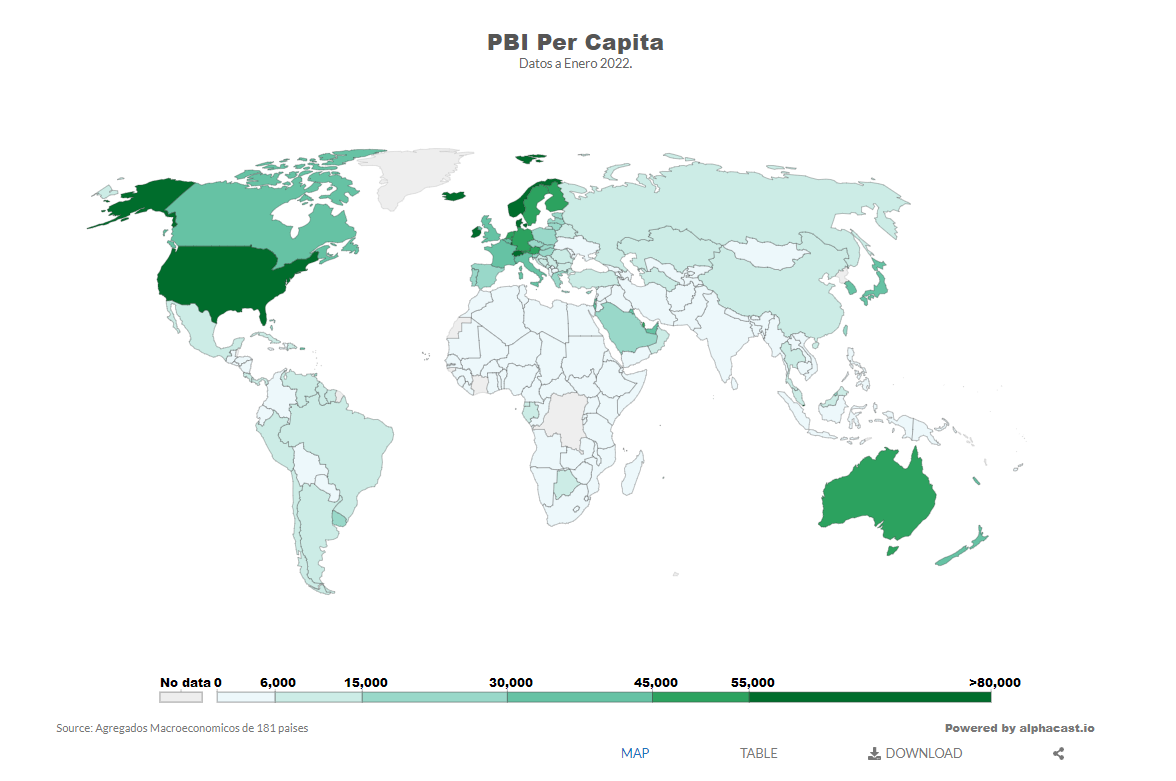 PBI Per Capita
Datos a Enero 2022.
No data 0 6,000 15,000 30,000 45,000 55,000 >80,000
Source: Agregados Macroeconomicos de 181 paises
Powered by alphacast.io
MAP TABLE DOWNLOAD